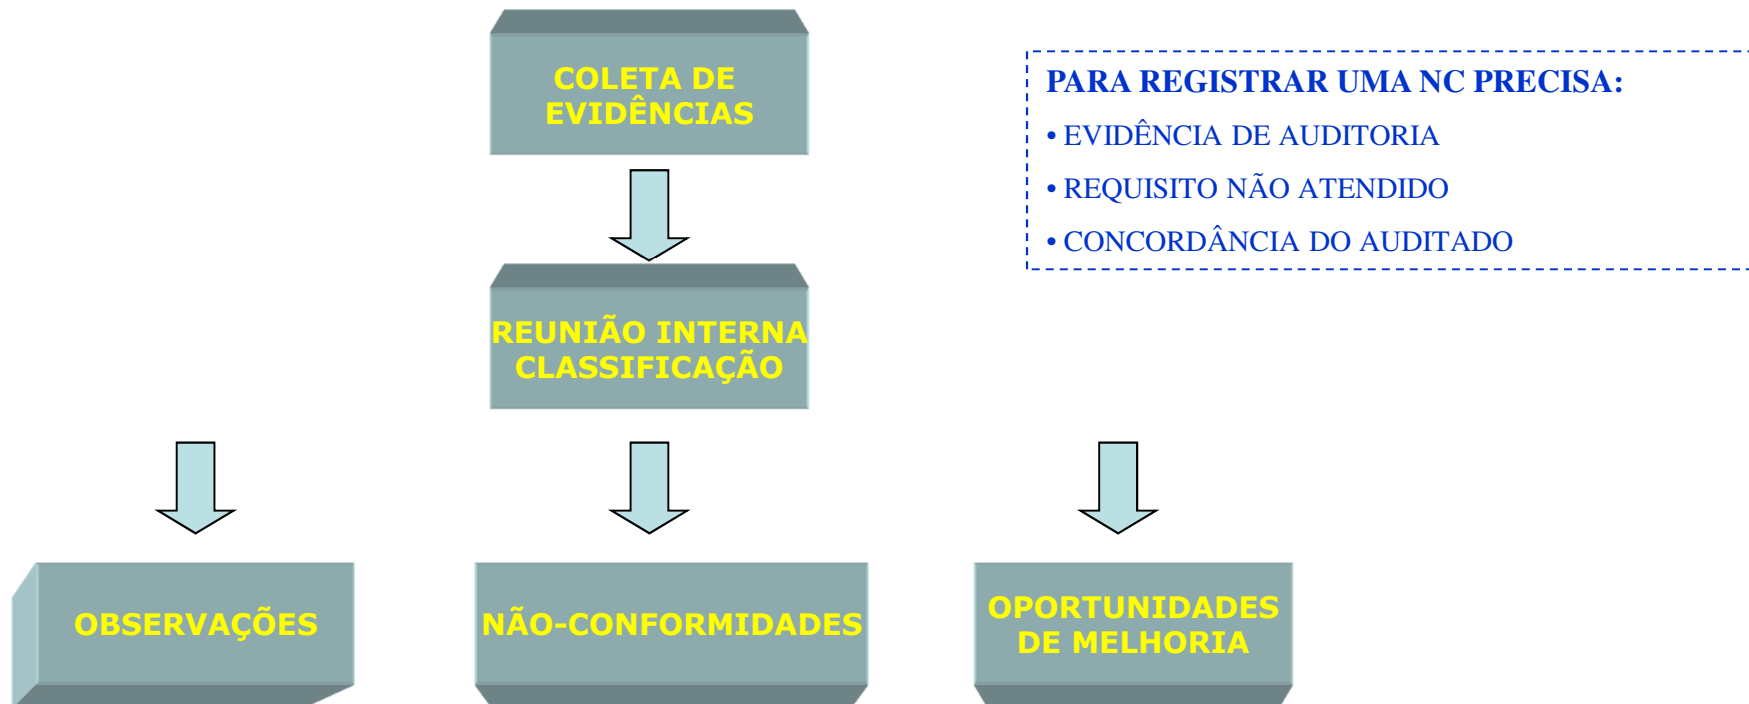 COLETA DE
EVIDÊNCIAS
PARA REGISTRAR UMA NC PRECISA:
• EVIDÊNCIA DE AUDITORIA
• REQUISITO NÃO ATENDIDO
• CONCORDÂNCIA DO AUDITADO
REUNIÃO INTERNA
CLASSIFICAÇÃO
OBSERVAÇÕES
NÃO-CONFORMIDADES
OPORTUNIDADES
DE MELHORIA